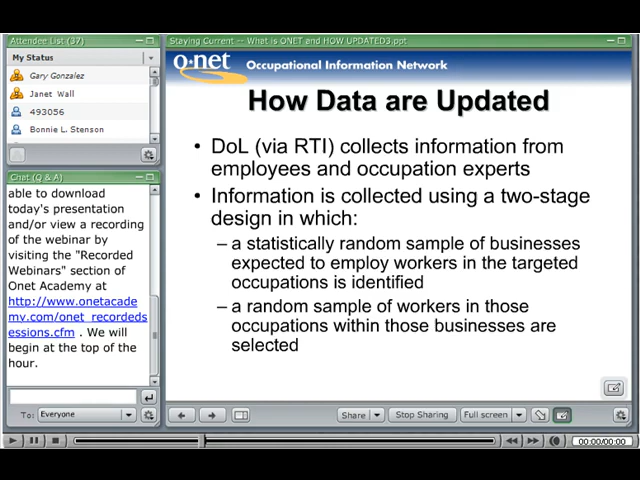 Attendee List (37)
My Status
Gary Gonzalez
Janet Wall
493056
Bonnie L. Stenson
Chat (Q & A)
able to download
today's presentation
and/or view a recording
of the webinar by
visiting the "Recorded
Webinars" section of
Onet Academy at
http://www.onetacade
my.com/onet_recordeds
essions.cfm . We will
begin at the top of the
hour.
To: Everyone
Staying Current -- What is ONET and HOW UPDATED3.ppt
o·net Occupational Information Network
How Data are Updated
• DoL (via RTI) collects information from
employees and occupation experts
• Information is collected using a two-stage
design in which:
– a statistically random sample of businesses
expected to employ workers in the targeted
occupations is identified
– a random sample of workers in those
occupations within those businesses are
selected
Share Stop Sharing Full screen
00:00/00:00